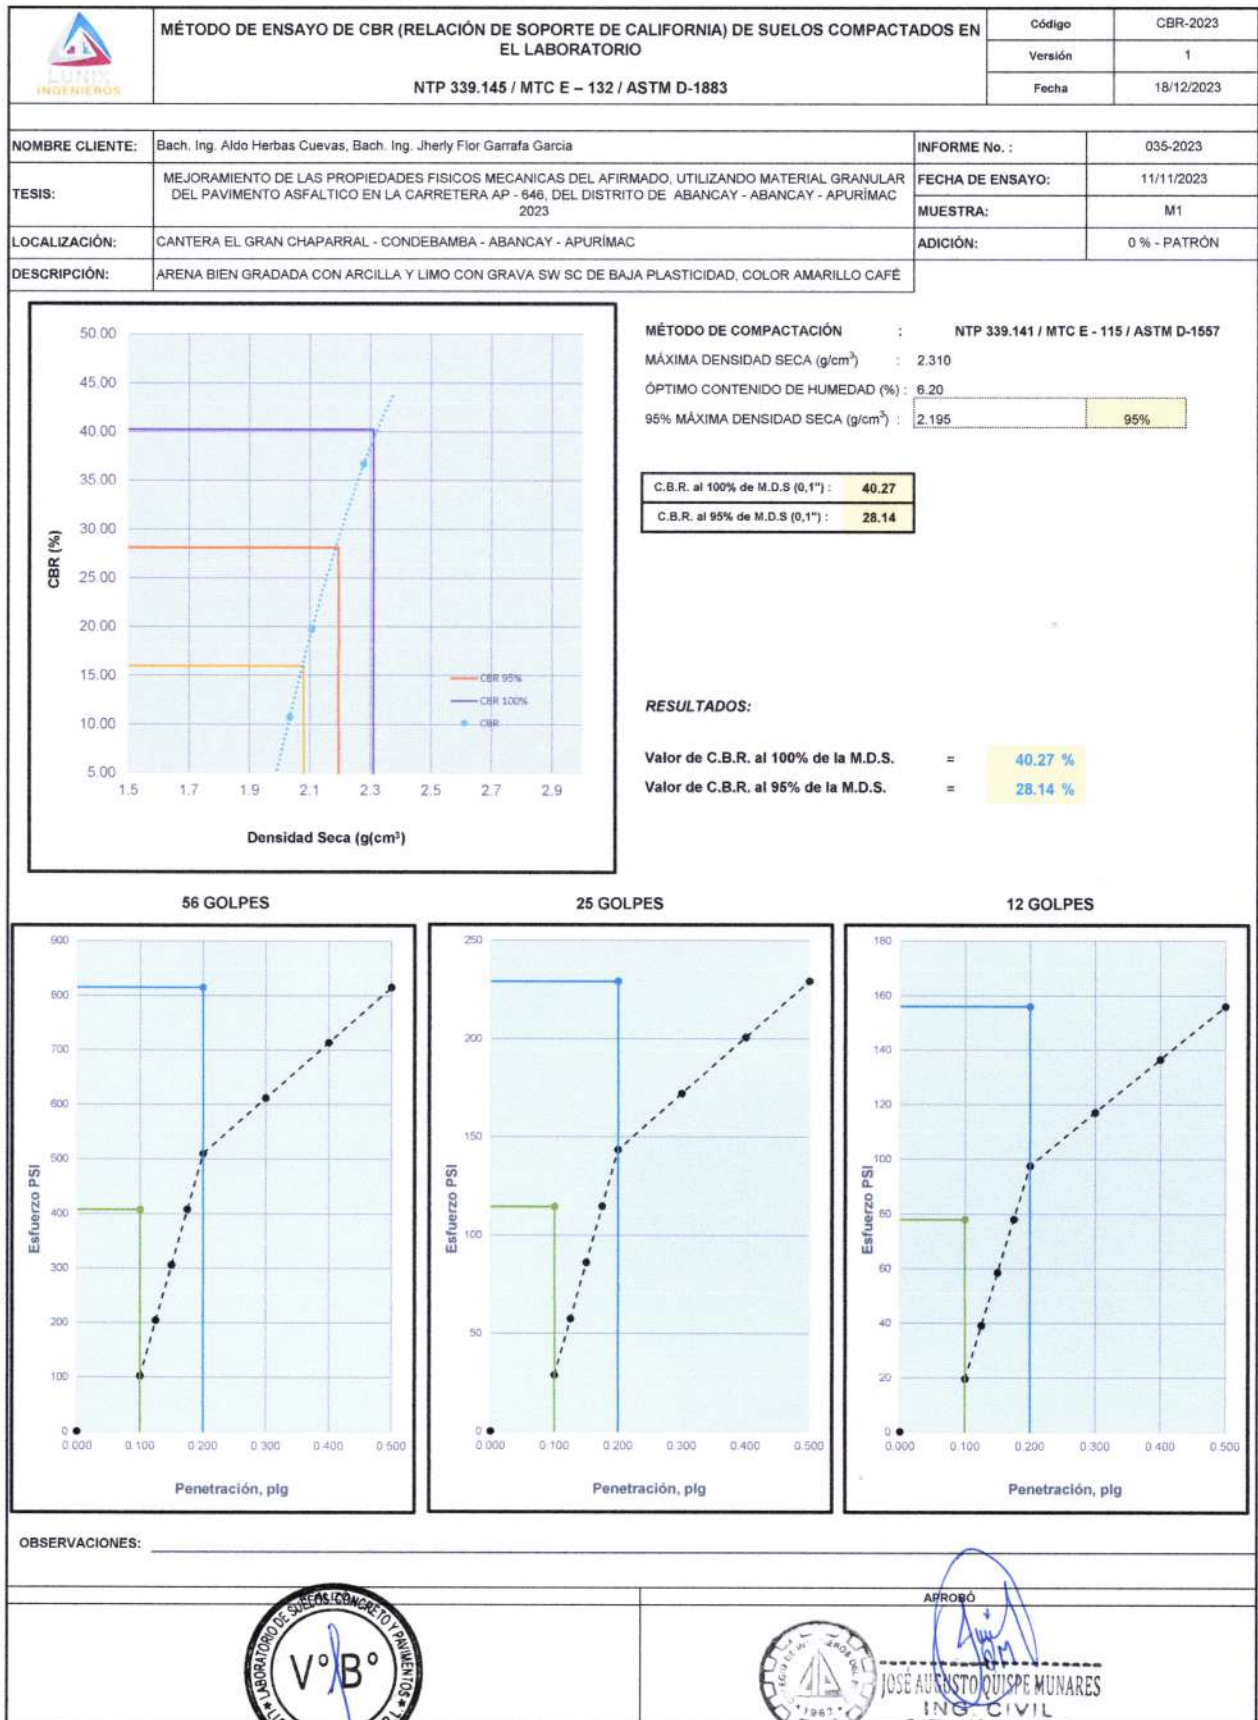 LUNIX
INGENIEROS
MÉTODO DE ENSAYO DE CBR (RELACIÓN DE SOPORTE DE CALIFORNIA) DE SUELOS COMPACTADOS EN
EL LABORATORIO
NTP 339.145 / MTC E – 132 / ASTM D-1883
Código CBR-2023
Versión 1
Fecha 18/12/2023
NOMBRE CLIENTE: Bach. Ing. Aldo Herbas Cuevas, Bach. Ing. Jherly Flor Garrafa Garcia
INFORME No. : 035-2023
TESIS: MEJORAMIENTO DE LAS PROPIEDADES FISICOS MECANICAS DEL AFIRMADO, UTILIZANDO MATERIAL GRANULAR
DEL PAVIMENTO ASFALTICO EN LA CARRETERA AP - 646, DEL DISTRITO DE ABANCAY - ABANCAY - APURÍMAC
2023
FECHA DE ENSAYO: 11/11/2023
MUESTRA: M1
LOCALIZACIÓN: CANTERA EL GRAN CHAPARRAL - CONDEBAMBA - ABANCAY - APURÍMAC
ADICIÓN: 0 % - PATRÓN
DESCRIPCIÓN: ARENA BIEN GRADADA CON ARCILLA Y LIMO CON GRAVA SW SC DE BAJA PLASTICIDAD, COLOR AMARILLO CAFÉ
50.00
45.00
40.00
35.00
30.00
25.00
20.00
15.00
10.00
5.00
CBR (%)
1.5 1.7 1.9 2.1 2.3 2.5 2.7 2.9
Densidad Seca (g(cm³)
CBR 95%
CBR 100%
CBR
MÉTODO DE COMPACTACIÓN : NTP 339.141 / MTC E - 115 / ASTM D-1557
MÁXIMA DENSIDAD SECA (g/cm³) : 2.310
ÓPTIMO CONTENIDO DE HUMEDAD (%) : 6.20
95% MÁXIMA DENSIDAD SECA (g/cm³) : 2.195 95%
C.B.R. al 100% de M.D.S (0,1") : 40.27
C.B.R. al 95% de M.D.S (0,1") : 28.14
RESULTADOS:
Valor de C.B.R. al 100% de la M.D.S. = 40.27 %
Valor de C.B.R. al 95% de la M.D.S. = 28.14 %
56 GOLPES
900
800
700
600
500
400
300
200
100
0
Esfuerzo PSI
0.000 0.100 0.200 0.300 0.400 0.500
Penetración, plg
25 GOLPES
250
200
150
100
50
0
Esfuerzo PSI
0.000 0.100 0.200 0.300 0.400 0.500
Penetración, plg
12 GOLPES
180
160
140
120
100
80
60
40
20
0
Esfuerzo PSI
0.000 0.100 0.200 0.300 0.400 0.500
Penetración, plg
OBSERVACIONES:
LABORATORIO DE SUELOS, CONCRETO Y PAVIMENTOS
V°B°
APROBÓ
JOSÉ AUGUSTO QUISPE MUNARES
ING. CIVIL